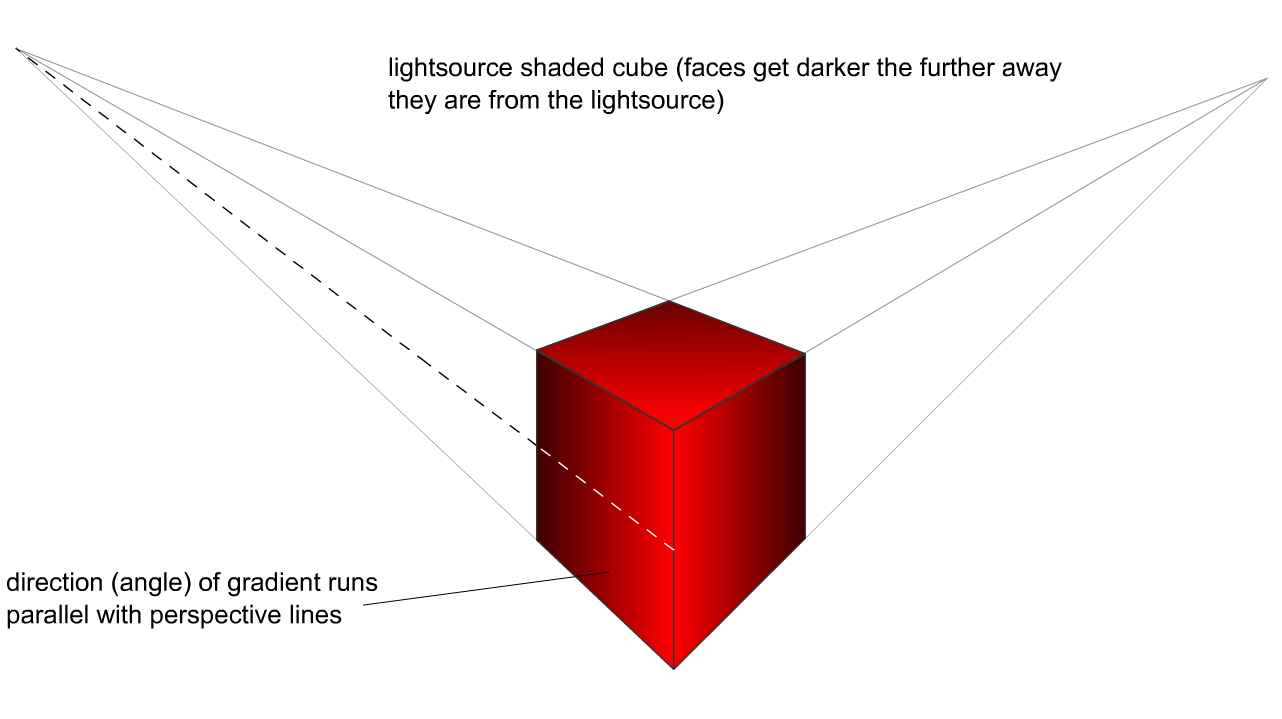 lightsource shaded cube (faces get darker the further away
they are from the lightsource)
direction (angle) of gradient runs
parallel with perspective lines